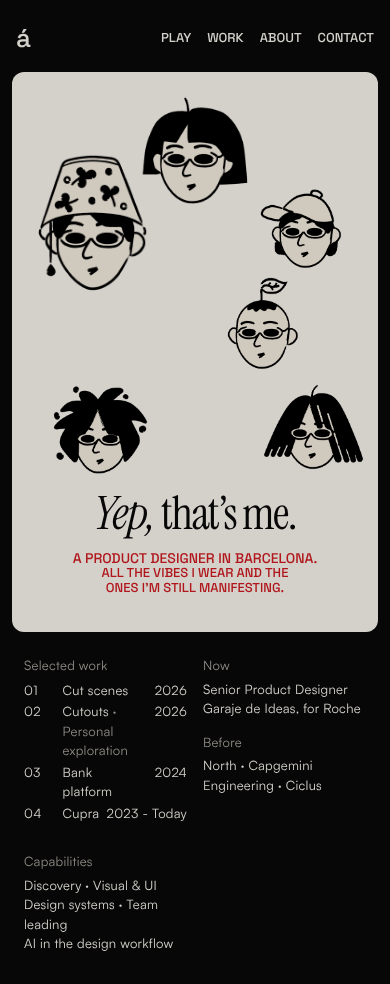 á
PLAY WORK ABOUT CONTACT
Yep, that's me.
A PRODUCT DESIGNER IN BARCELONA.
ALL THE VIBES I WEAR AND THE
ONES I'M STILL MANIFESTING.
Selected work
01 Cut scenes 2026
02 Cutouts - 2026
Personal
exploration
03 Bank 2024
platform
04 Cupra 2023 - Today
Now
Senior Product Designer
Garaje de Ideas, for Roche
Before
North · Capgemini
Engineering · Ciclus
Capabilities
Discovery · Visual & UI
Design systems · Team
leading
AI in the design workflow